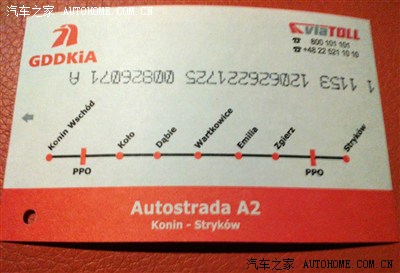 汽车之家 AUTOHOME.COM.CN
GDDKiA
viaTOLL
☎ 800 101 101
☎ +48 22 521 10 10
1 1153 120626221725 000826071 A
Konin Wschód
Koło
Dąbie
Wartkowice
Emilia
Zgierz
Stryków
PPO
PPO
Autostrada A2
Konin - Stryków
汽车之家 AUTOHOME.COM.CN